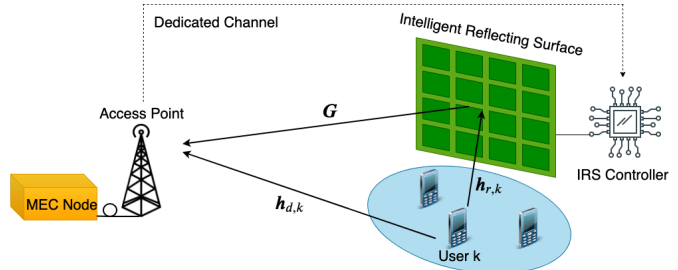 Dedicated Channel
Intelligent Reflecting Surface
Access Point
G
MEC Node
h_{d,k}
h_{r,k}
IRS Controller
User k